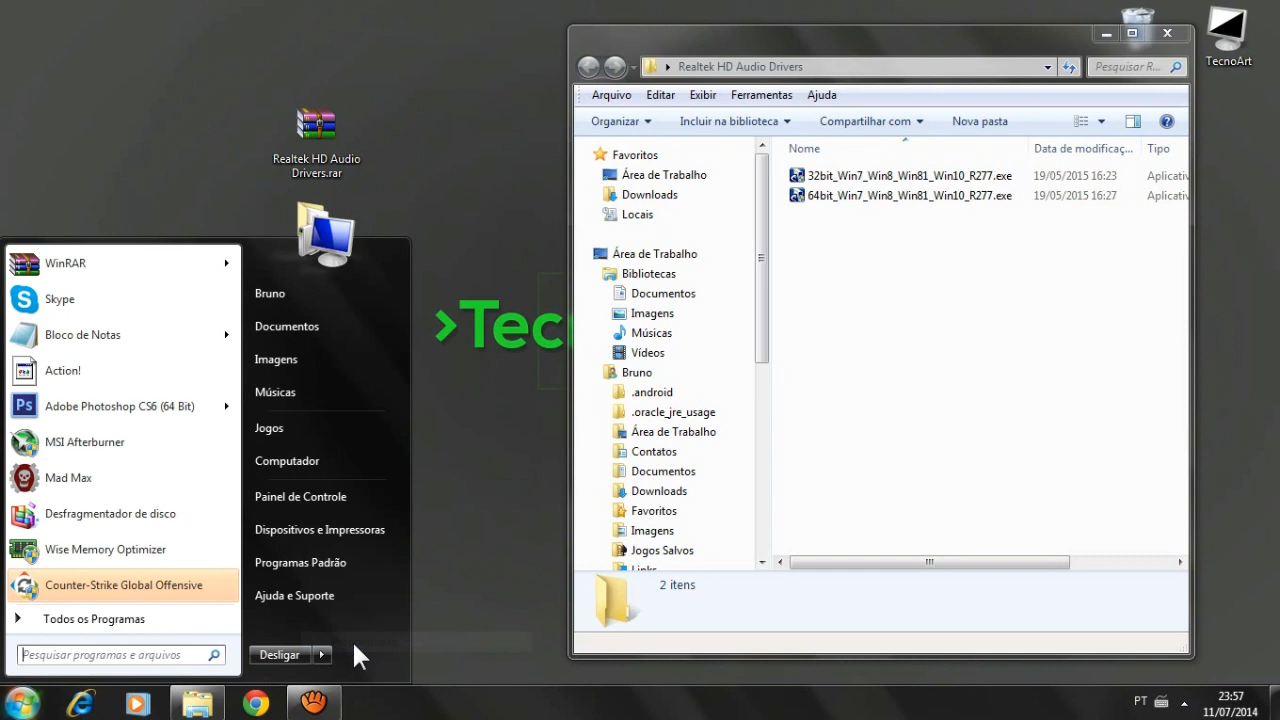 TecnoArt
Realtek HD Audio
Drivers.rar
>Tec
Realtek HD Audio Drivers
Pesquisar R...
Arquivo Editar Exibir Ferramentas Ajuda
Organizar Incluir na biblioteca Compartilhar com Nova pasta
Favoritos
Área de Trabalho
Downloads
Locais
Área de Trabalho
Bibliotecas
Documentos
Imagens
Músicas
Vídeos
Bruno
.android
.oracle_jre_usage
Área de Trabalho
Contatos
Documentos
Downloads
Favoritos
Imagens
Jogos Salvos
Links
Nome Data de modificaç... Tipo
32bit_Win7_Win8_Win81_Win10_R277.exe 19/05/2015 16:23 Aplicativ
64bit_Win7_Win8_Win81_Win10_R277.exe 19/05/2015 16:27 Aplicativ
2 itens
WinRAR
Skype
Bloco de Notas
Action!
Ps Adobe Photoshop CS6 (64 Bit)
MSI Afterburner
Mad Max
Desfragmentador de disco
Wise Memory Optimizer
Counter-Strike Global Offensive
Todos os Programas
Pesquisar programas e arquivos
Bruno
Documentos
Imagens
Músicas
Jogos
Computador
Painel de Controle
Dispositivos e Impressoras
Programas Padrão
Ajuda e Suporte
Desligar
PT
23:57
11/07/2014